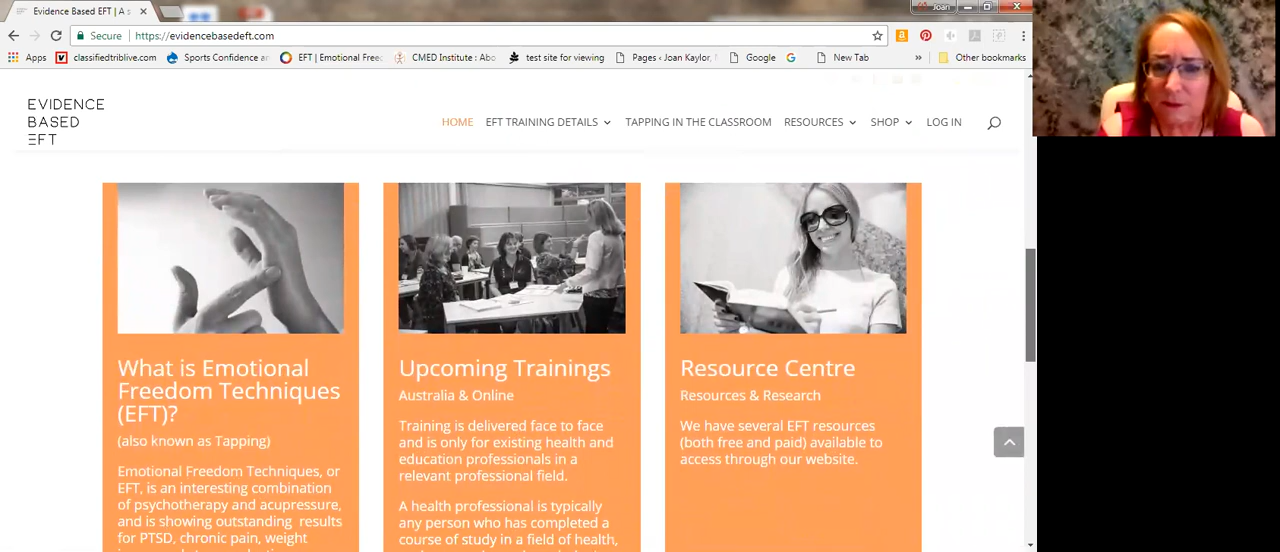 Evidence Based EFT | A s
Joan
Secure
https://evidencebasedeft.com
Apps
classifiedtriblive.com
Sports Confidence an
EFT | Emotional Free
CMED Institute : Abo
test site for viewing
Pages ‹ Joan Kaylor,
Google
New Tab
Other bookmarks
EVIDENCE
BASED
EFT
HOME
EFT TRAINING DETAILS
TAPPING IN THE CLASSROOM
RESOURCES
SHOP
LOG IN
What is Emotional
Freedom Techniques
(EFT)?
(also known as Tapping)
Emotional Freedom Techniques, or
EFT, is an interesting combination
of psychotherapy and acupressure,
and is showing outstanding results
for PTSD, chronic pain, weight
Upcoming Trainings
Australia & Online
Training is delivered face to face
and is only for existing health and
education professionals in a
relevant professional field.
A health professional is typically
any person who has completed a
course of study in a field of health,
Resource Centre
Resources & Research
We have several EFT resources
(both free and paid) available to
access through our website.